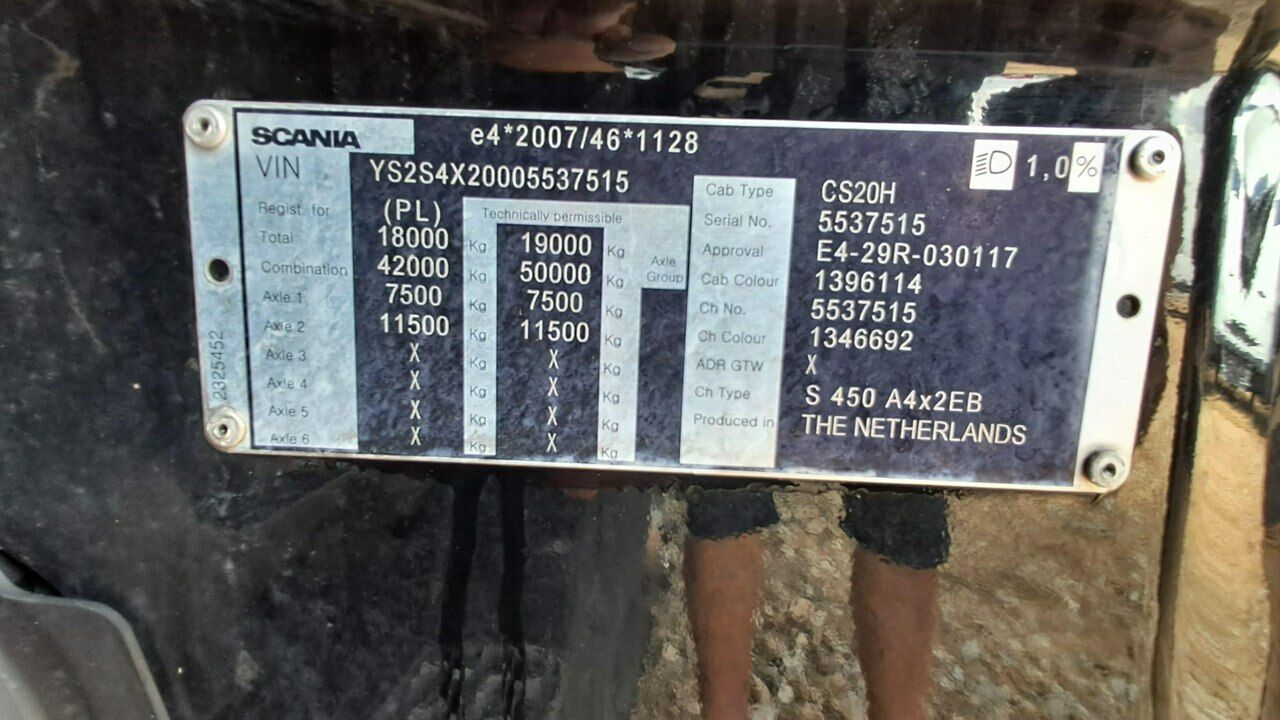 SCANIA e4*2007/46*1128
VIN YS2S4X20005537515 1,0%
Regist. for (PL) Technically permissible
Total 18000 Kg 19000 Kg
Combination 42000 Kg 50000 Kg Axle Group
Axle 1 7500 Kg 7500 Kg
Axle 2 11500 Kg 11500 Kg
Axle 3 X Kg X Kg
Axle 4 X Kg X Kg
Axle 5 X Kg X Kg
Axle 6 X Kg X Kg
Cab Type CS20H
Serial No. 5537515
Approval E4-29R-030117
Cab Colour 1396114
Ch No. 5537515
Ch Colour 1346692
ADR GTW X
Ch Type S 450 A4x2EB
Produced in THE NETHERLANDS
2325452